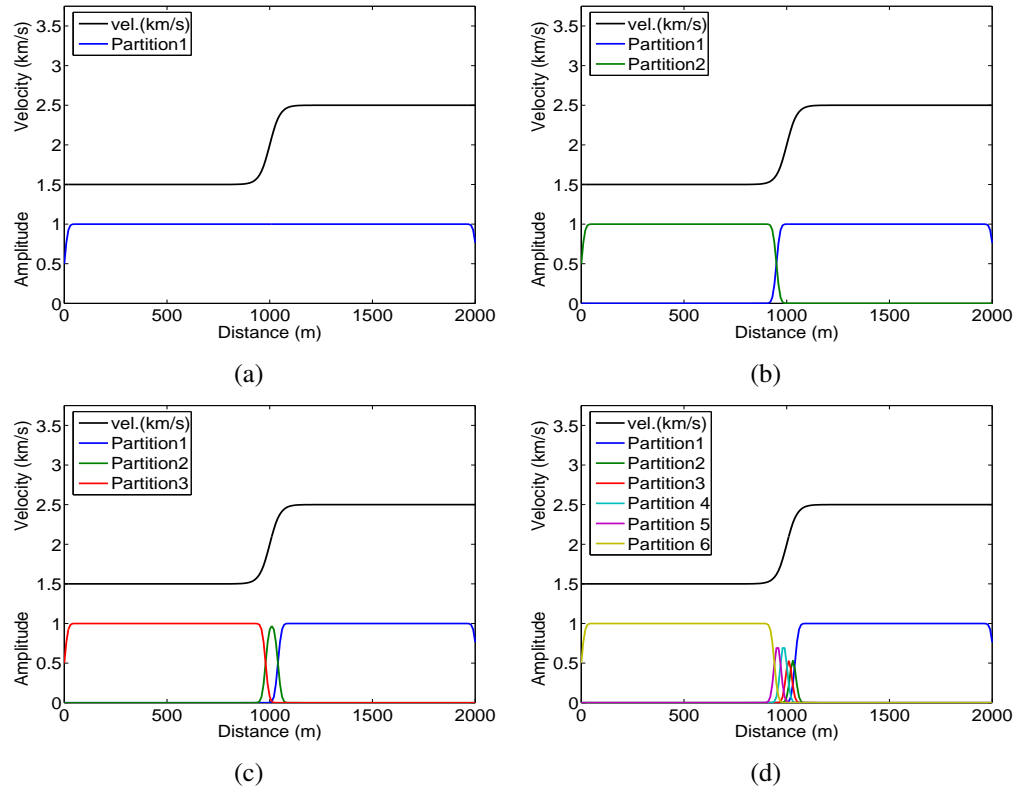 vel.(km/s)
Partition1
Velocity (km/s)
3.5
3
2.5
2
1.5
Amplitude
1
0.5
0
0 500 1000 1500 2000
Distance (m)
(a)
vel.(km/s)
Partition1
Partition2
Velocity (km/s)
3.5
3
2.5
2
1.5
Amplitude
1
0.5
0
0 500 1000 1500 2000
Distance (m)
(b)
vel.(km/s)
Partition1
Partition2
Partition3
Velocity (km/s)
3.5
3
2.5
2
1.5
Amplitude
1
0.5
0
0 500 1000 1500 2000
Distance (m)
(c)
vel.(km/s)
Partition1
Partition2
Partition3
Partition 4
Partition 5
Partition 6
Velocity (km/s)
3.5
3
2.5
2
1.5
Amplitude
1
0.5
0
0 500 1000 1500 2000
Distance (m)
(d)